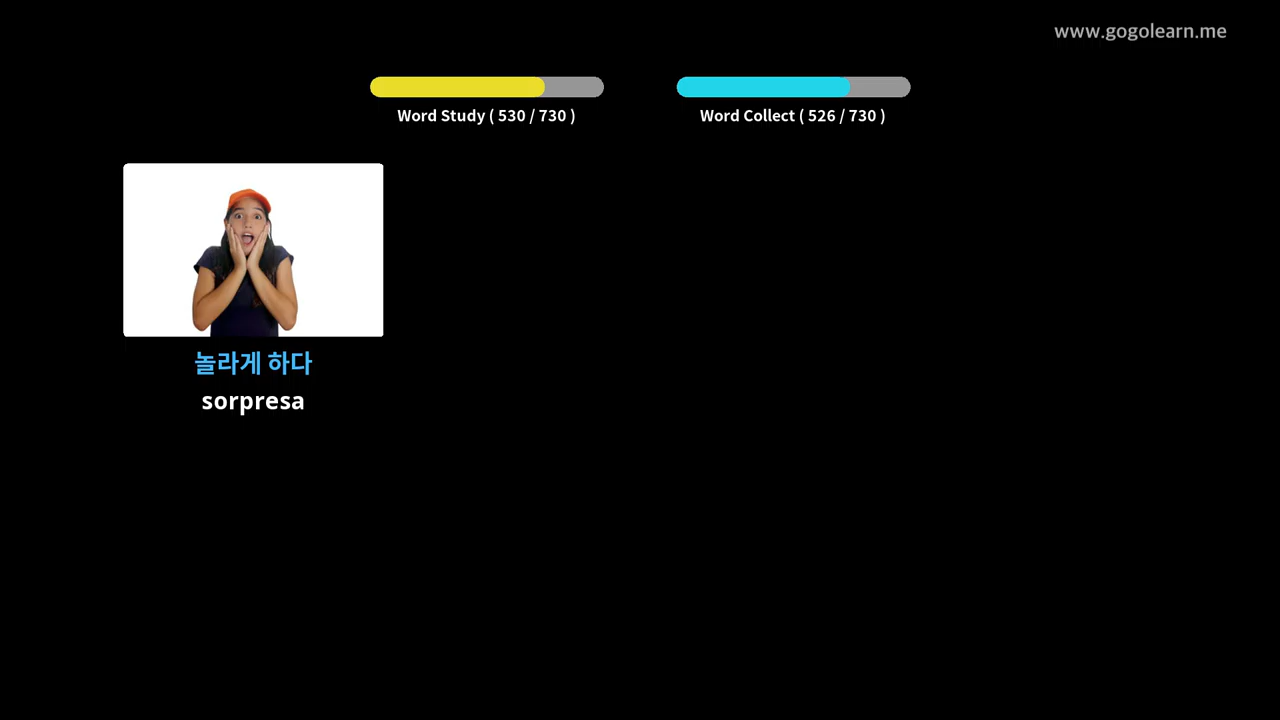 www.gogolearn.me
Word Study ( 530 / 730 )
Word Collect ( 526 / 730 )
놀라게 하다
sorpresa